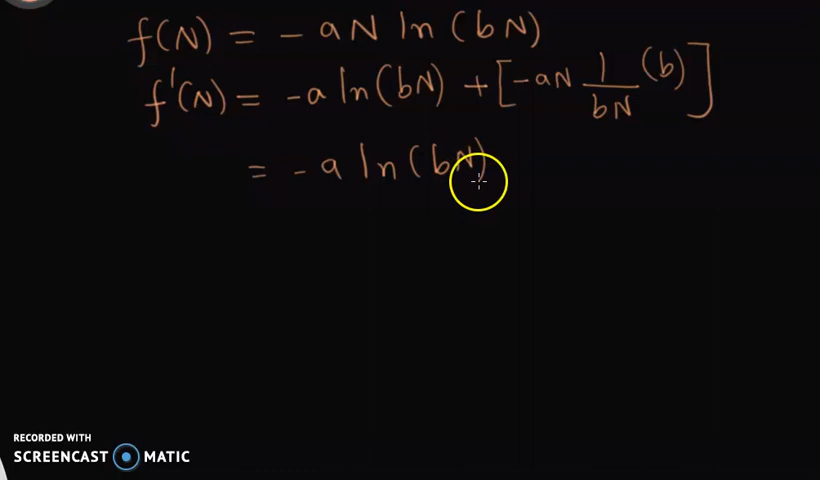 f(N) = - aN ln (bN)
f'(N) = -a ln(bN) + [-aN 1/bN (b)]
= - a ln (bN)
RECORDED WITH
SCREENCAST MATIC